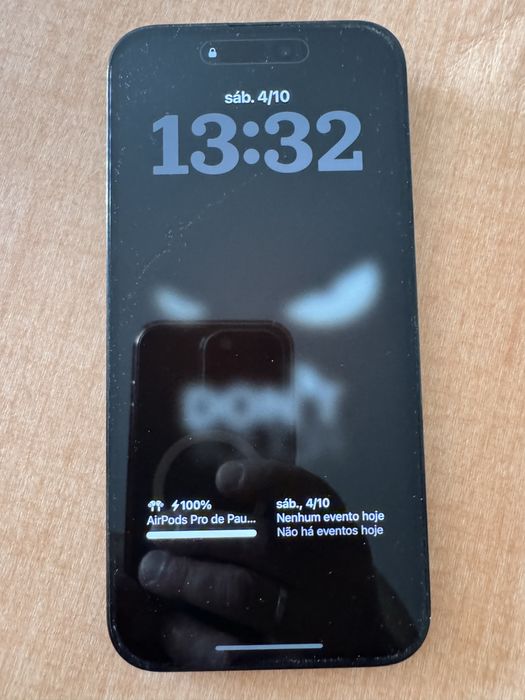 sáb. 4/10
13:32
DON'T
100%
AirPods Pro de Pau...
sáb., 4/10
Nenhum evento hoje
Não há eventos hoje